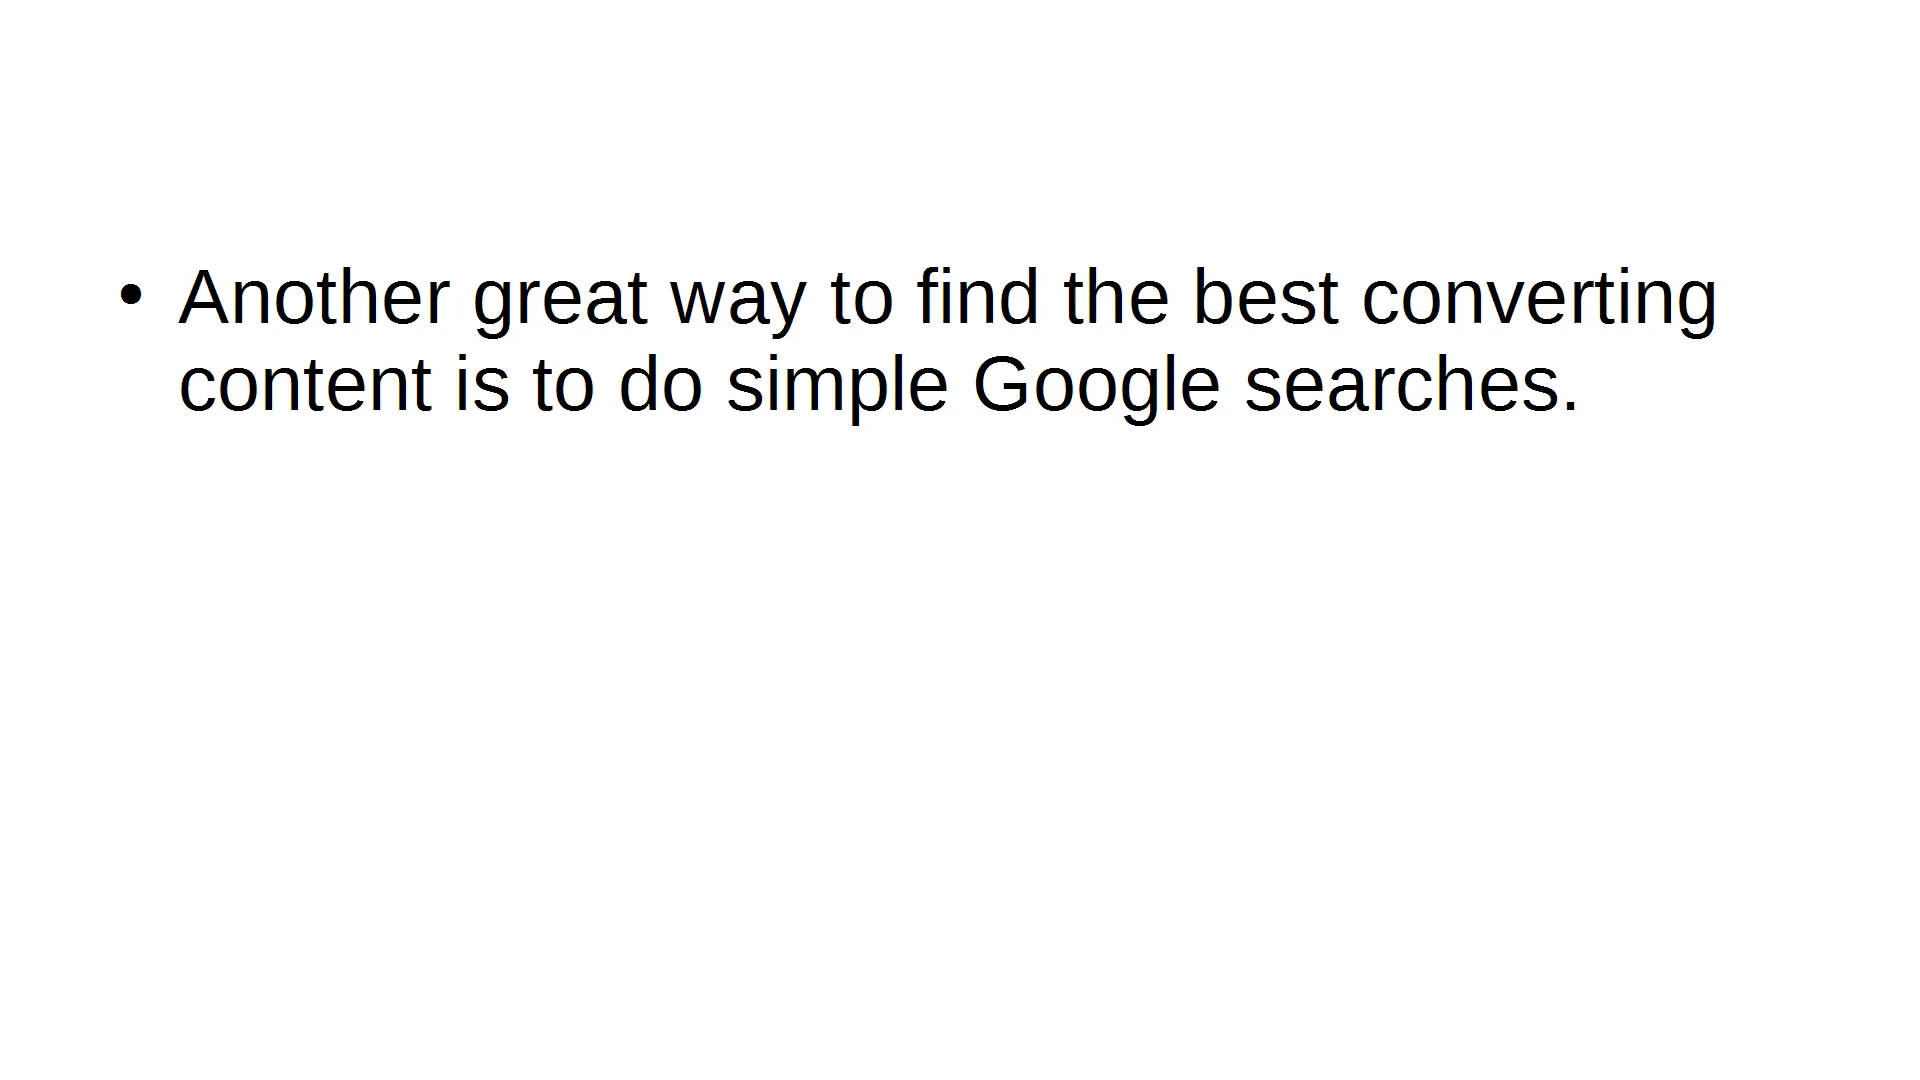 • Another great way to find the best converting
content is to do simple Google searches.